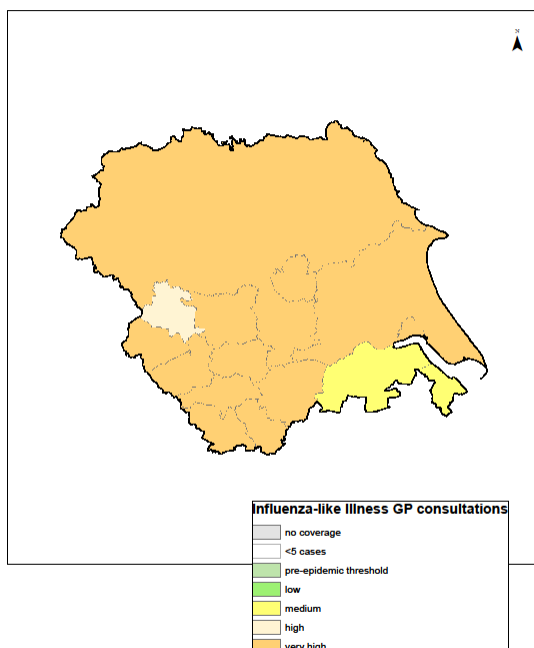 N
Influenza-like Illness GP consultations
no coverage
<5 cases
pre-epidemic threshold
low
medium
high
very high